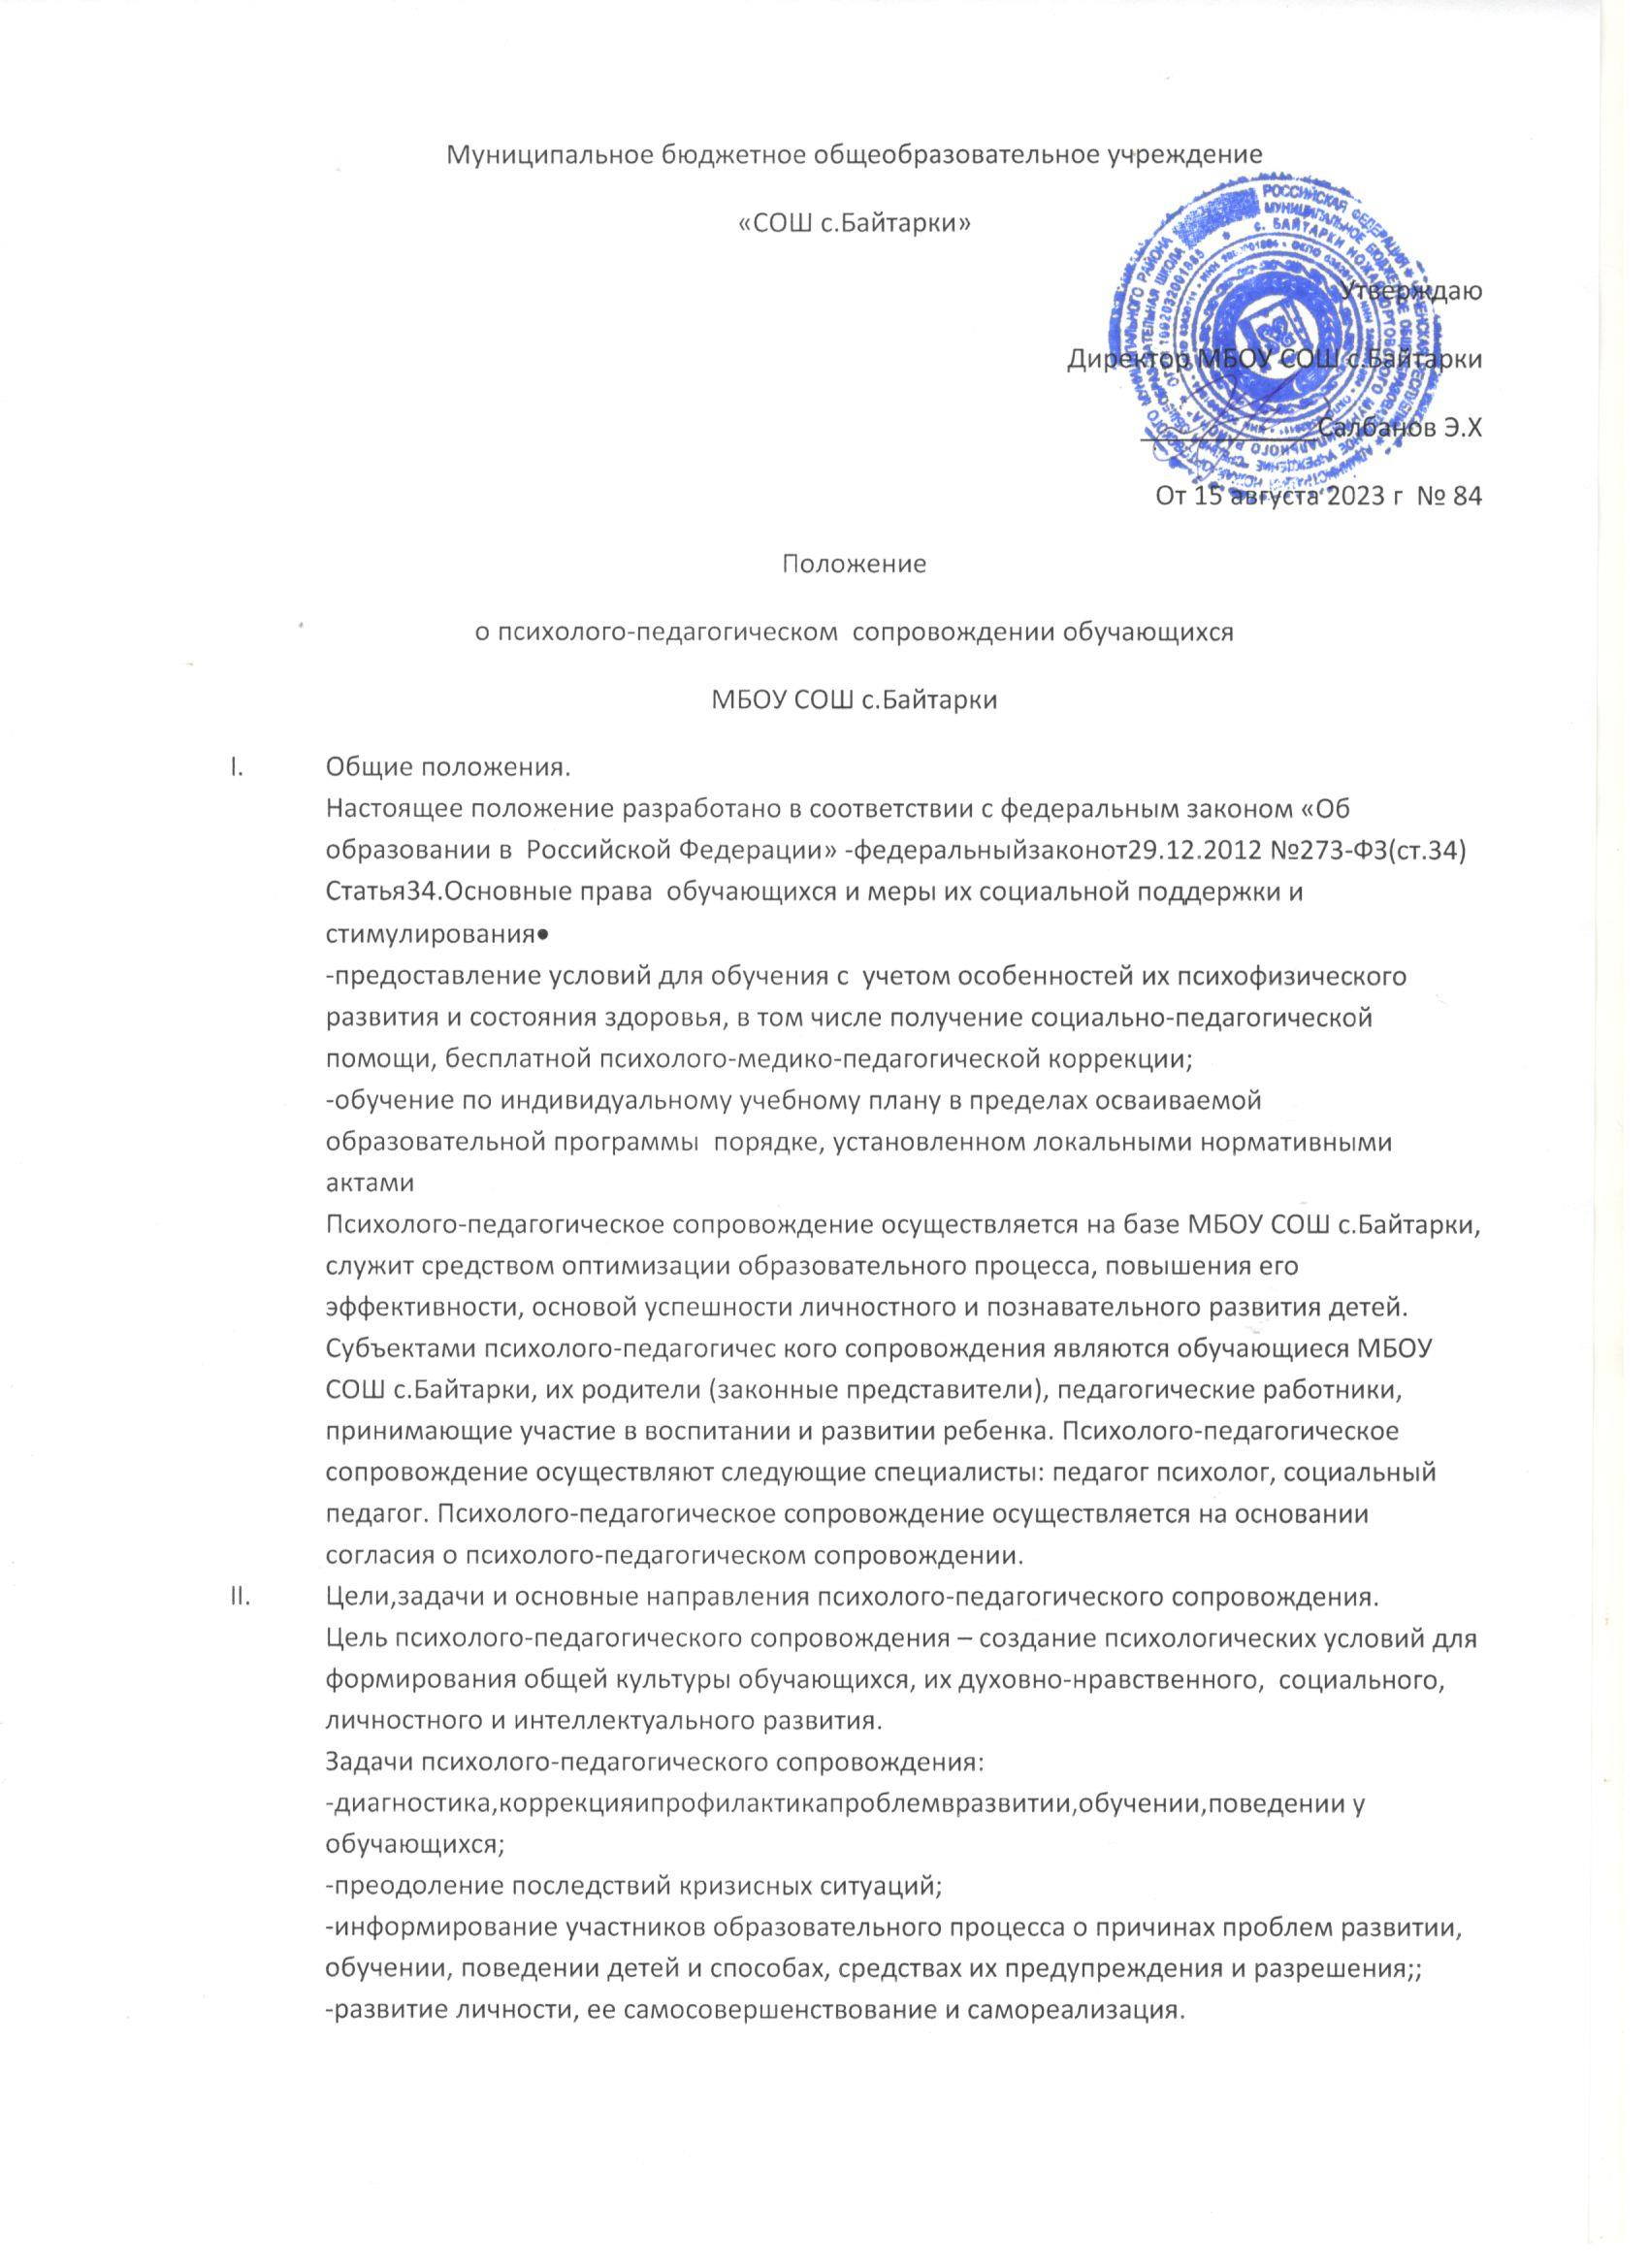 Муниципальное бюджетное общеобразовательное учреждение
«СОШ с.Байтарки»
Утверждаю
Директор МБОУ СОШ с.Байтарки
____________Салбанов Э.Х
От 15 августа 2023 г  № 84
Положение
о психолого-педагогическом  сопровождении обучающихся
МБОУ СОШ с.Байтарки
I. Общие положения.
Настоящее положение разработано в соответствии с федеральным законом «Об
образовании в  Российской Федерации» -федеральныйзаконот29.12.2012 №273-ФЗ(ст.34)
Статья34.Основные права  обучающихся и меры их социальной поддержки и
стимулирования•
-предоставление условий для обучения с  учетом особенностей их психофизического
развития и состояния здоровья, в том числе получение социально-педагогической
помощи, бесплатной психолого-медико-педагогической коррекции;
-обучение по индивидуальному учебному плану в пределах осваиваемой
образовательной программы  порядке, установленном локальными нормативными
актами
Психолого-педагогическое сопровождение осуществляется на базе МБОУ СОШ с.Байтарки,
служит средством оптимизации образовательного процесса, повышения его
эффективности, основой успешности личностного и познавательного развития детей.
Субъектами психолого-педагогичес кого сопровождения являются обучающиеся МБОУ
СОШ с.Байтарки, их родители (законные представители), педагогические работники,
принимающие участие в воспитании и развитии ребенка. Психолого-педагогическое
сопровождение осуществляют следующие специалисты: педагог психолог, социальный
педагог. Психолого-педагогическое сопровождение осуществляется на основании
согласия о психолого-педагогическом сопровождении.
II. Цели,задачи и основные направления психолого-педагогического сопровождения.
Цель психолого-педагогического сопровождения – создание психологических условий для
формирования общей культуры обучающихся, их духовно-нравственного,  социального,
личностного и интеллектуального развития.
Задачи психолого-педагогического сопровождения:
-диагностика,коррекцияипрофилактикапроблемвразвитии,обучении,поведении у
обучающихся;
-преодоление последствий кризисных ситуаций;
-информирование участников образовательного процесса о причинах проблем развитии,
обучении, поведении детей и способах, средствах их предупреждения и разрешения;;
-развитие личности, ее самосовершенствование и самореализация.
РОССИЙСКАЯ ФЕДЕРАЦИЯ
с. БАЙТАРКИ